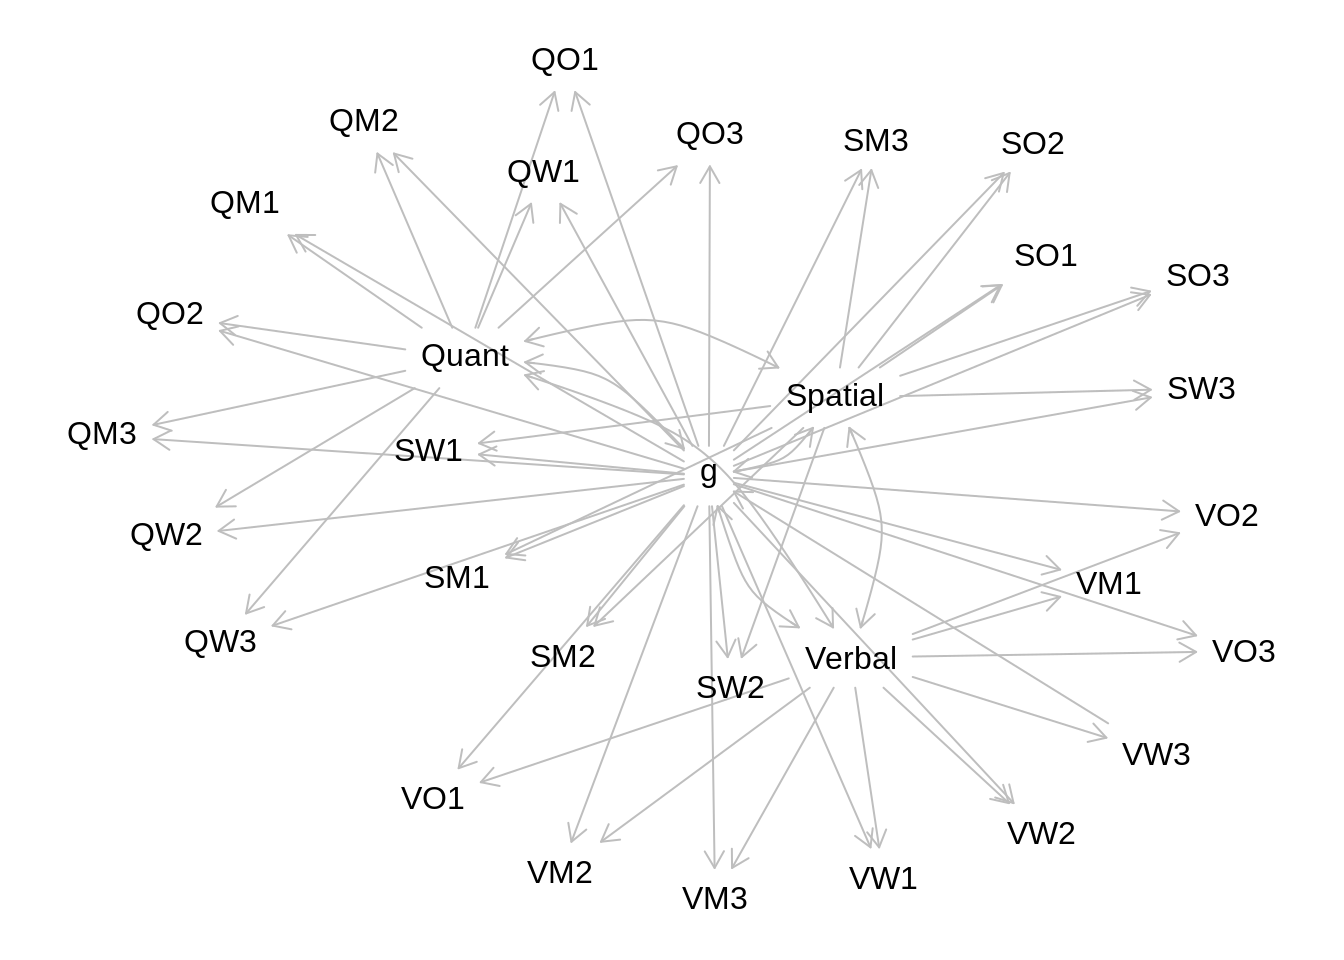 QO1
QM2
QO3
SM3
SO2
QW1
QM1
SO1
SO3
QO2
Quant
Spatial
SW3
QM3
SW1
g
VO2
QW2
SM1
VM1
QW3
SM2
Verbal
VO3
SW2
VW3
VO1
VW2
VM2
VW1
VM3